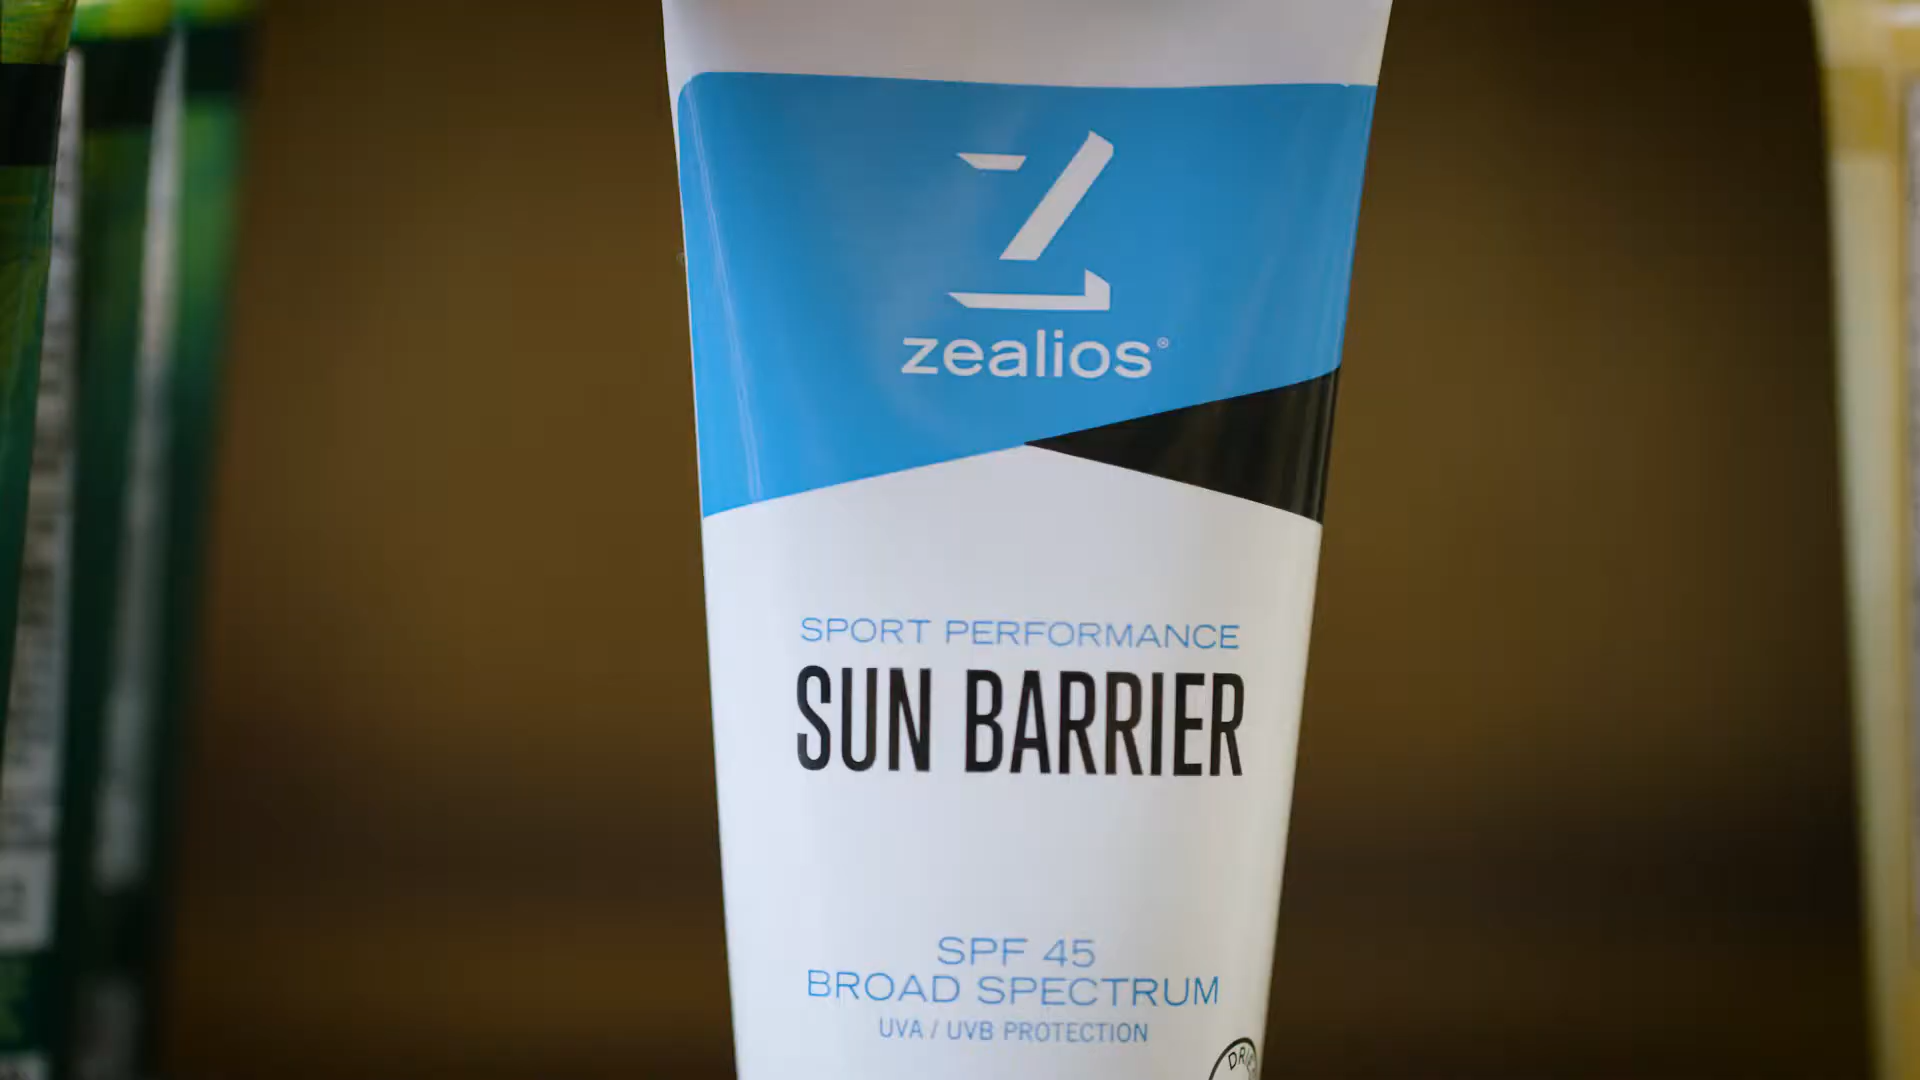 zealios®
SPORT PERFORMANCE
SUN BARRIER
SPF 45
BROAD SPECTRUM
UVA / UVB PROTECTION